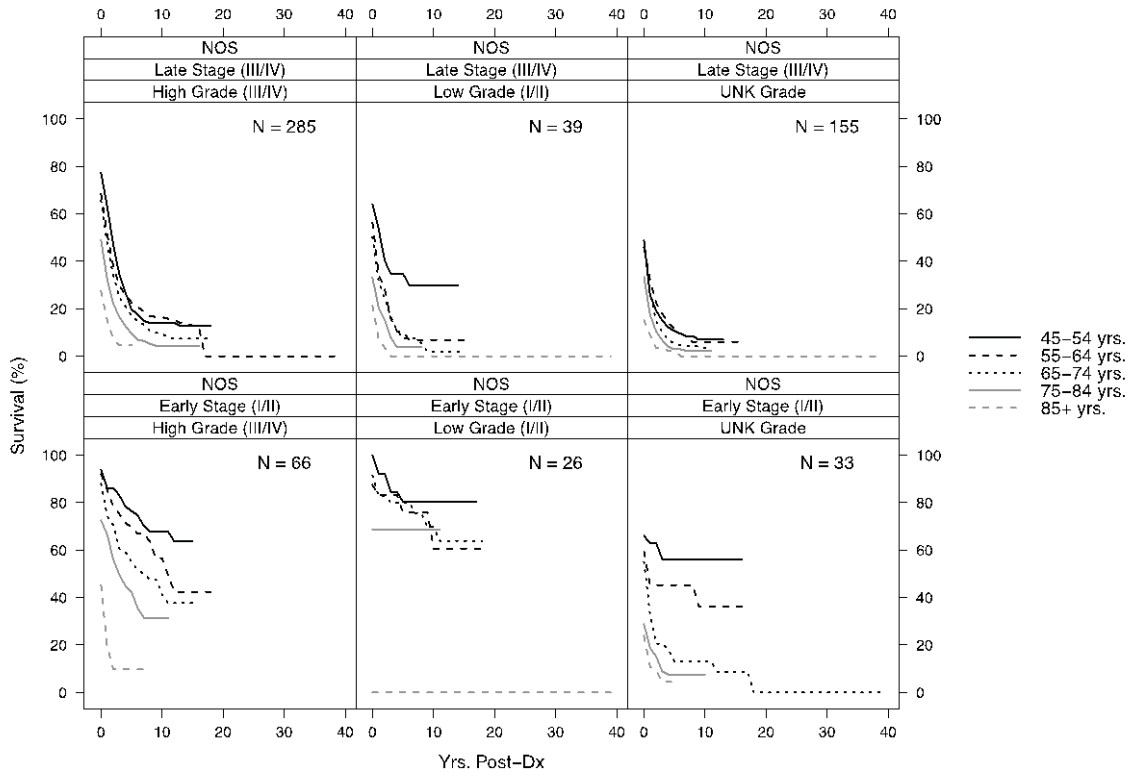 0 10 20 30 40 0 10 20 30 40 0 10 20 30 40
NOS NOS NOS
Late Stage (III/IV) Late Stage (III/IV) Late Stage (III/IV)
High Grade (III/IV) Low Grade (I/II) UNK Grade
N = 285 N = 39 N = 155
100 100
80 80
60 60
40 40
20 20
0 0
NOS NOS NOS
Early Stage (I/II) Early Stage (I/II) Early Stage (I/II)
High Grade (III/IV) Low Grade (I/II) UNK Grade
N = 66 N = 26 N = 33
100 100
80 80
60 60
40 40
20 20
0 0
0 10 20 30 40 0 10 20 30 40 0 10 20 30 40
Survival (%)
Yrs. Post-Dx
45-54 yrs.
55-64 yrs.
65-74 yrs.
75-84 yrs.
85+ yrs.